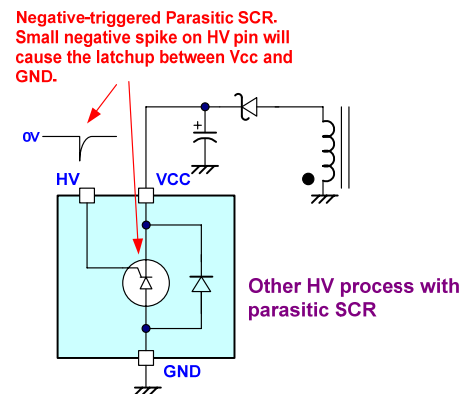 Negative-triggered Parasitic SCR.
Small negative spike on HV pin will
cause the latchup between Vcc and
GND.
0V
+
HV
VCC
Other HV process with
parasitic SCR
GND